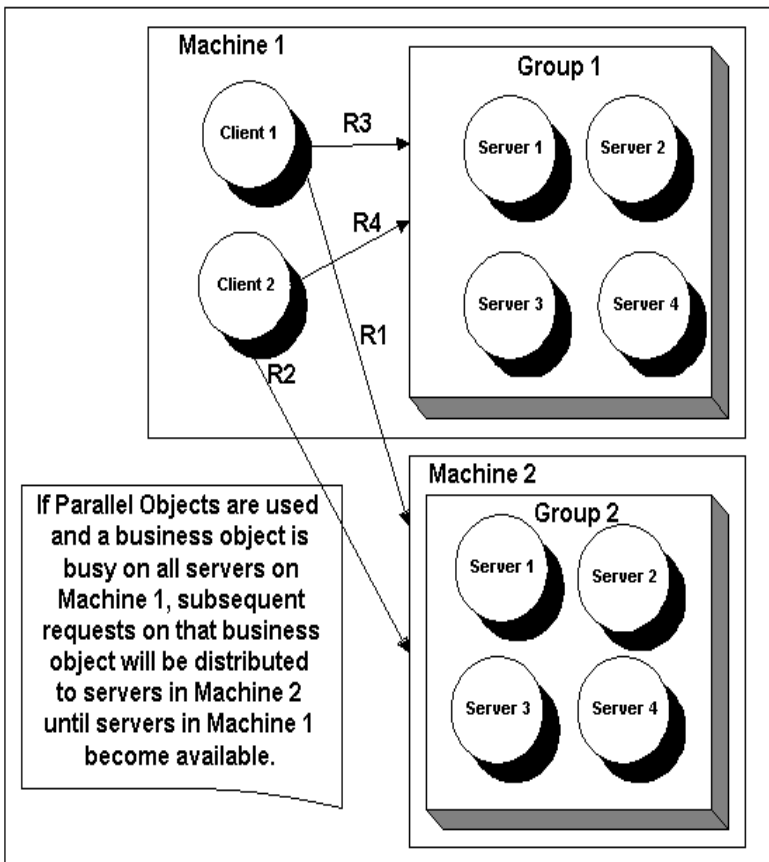 Machine 1
Group 1
Client 1
R3
Server 1
Server 2
R4
Client 2
Server 3
Server 4
R1
R2
Machine 2
Group 2
Server 1
Server 2
Server 3
Server 4
If Parallel Objects are used
and a business object is
busy on all servers on
Machine 1, subsequent
requests on that business
object will be distributed
to servers in Machine 2
until servers in Machine 1
become available.